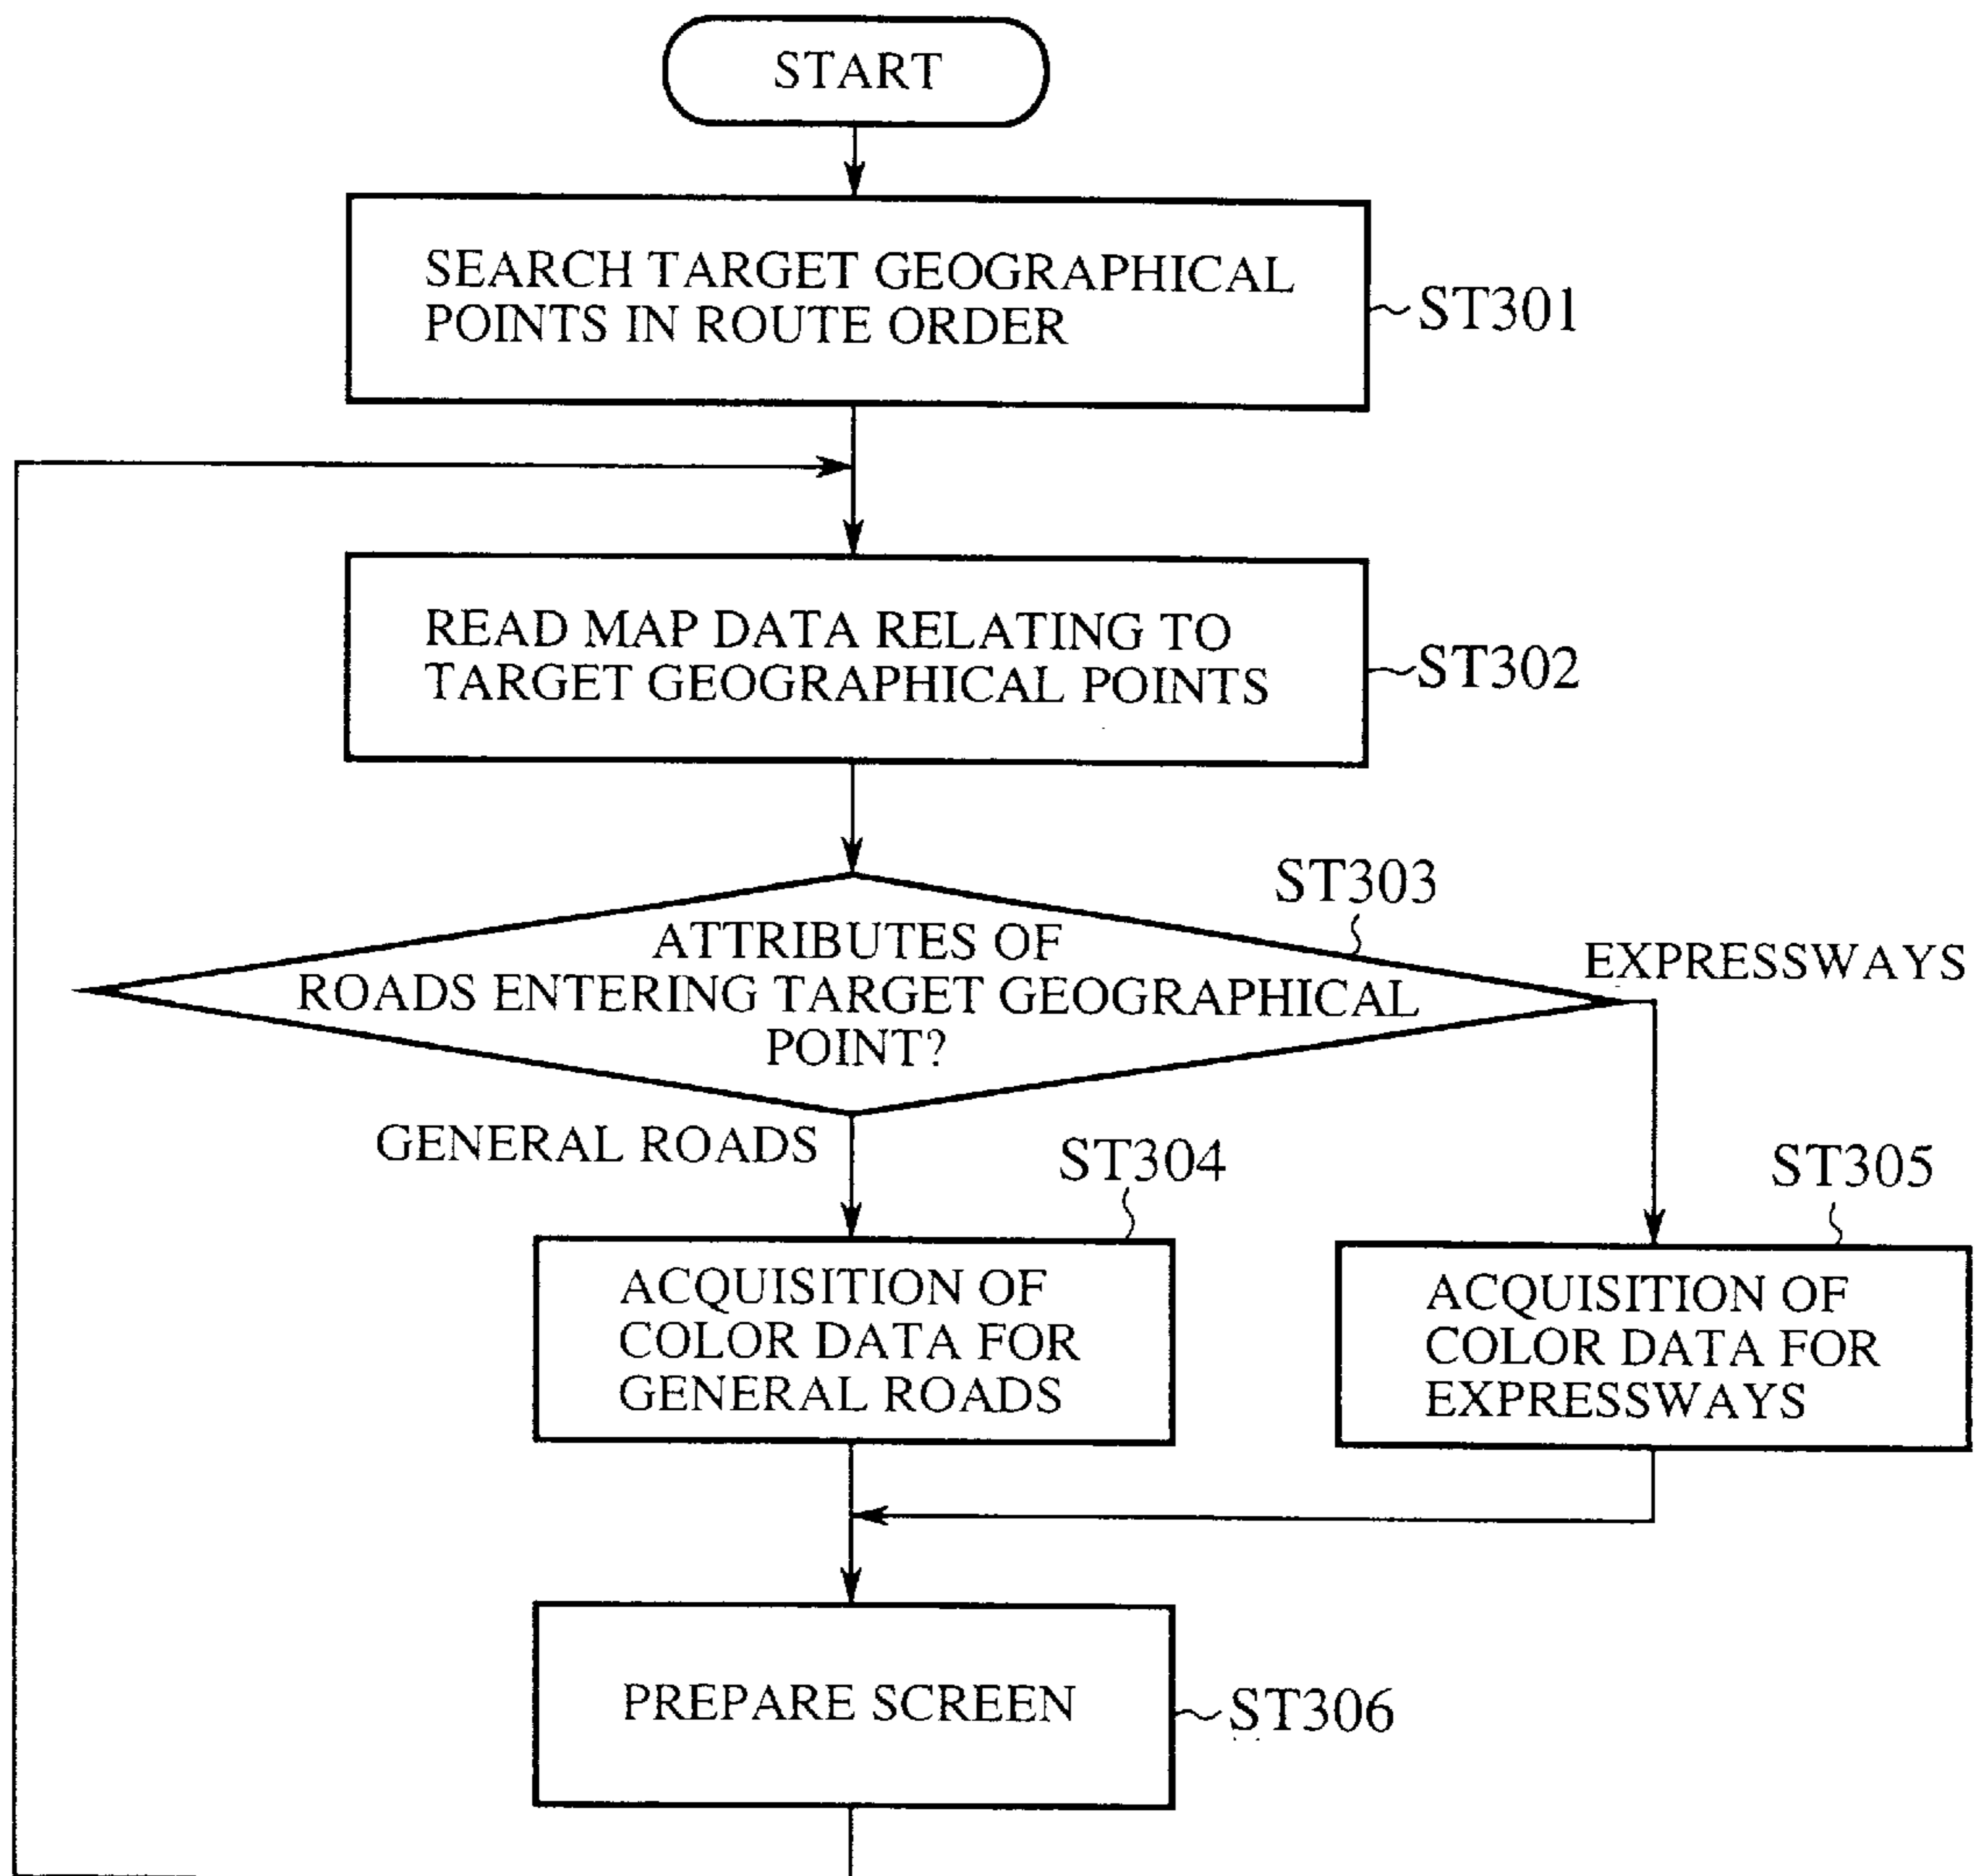 START
SEARCH TARGET GEOGRAPHICAL
POINTS IN ROUTE ORDER
ST301
READ MAP DATA RELATING TO
TARGET GEOGRAPHICAL POINTS
ST302
ST303
ATTRIBUTES OF
ROADS ENTERING TARGET GEOGRAPHICAL
POINT?
EXPRESSWAYS
GENERAL ROADS
ST304
ACQUISITION OF
COLOR DATA FOR
GENERAL ROADS
ST305
ACQUISITION OF
COLOR DATA FOR
EXPRESSWAYS
PREPARE SCREEN
ST306